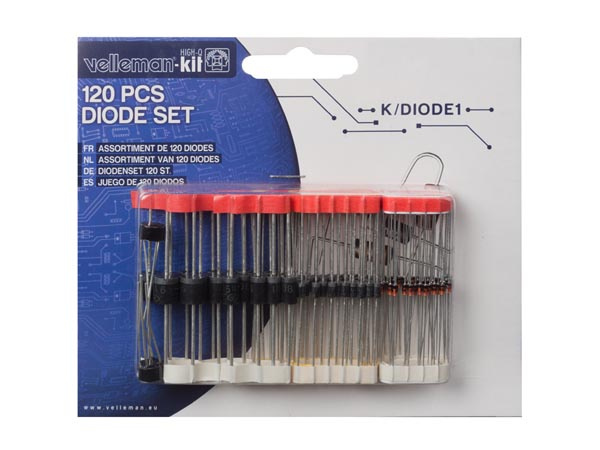 velleman-kit
HIGH-Q
120 PCS
DIODE SET
K/DIODE1
FR ASSORTIMENT DE 120 DIODES
NL ASSORTIMENT VAN 120 DIODES
DE DIODENSET 120 ST.
ES JUEGO DE 120 DIODOS
www.velleman.eu